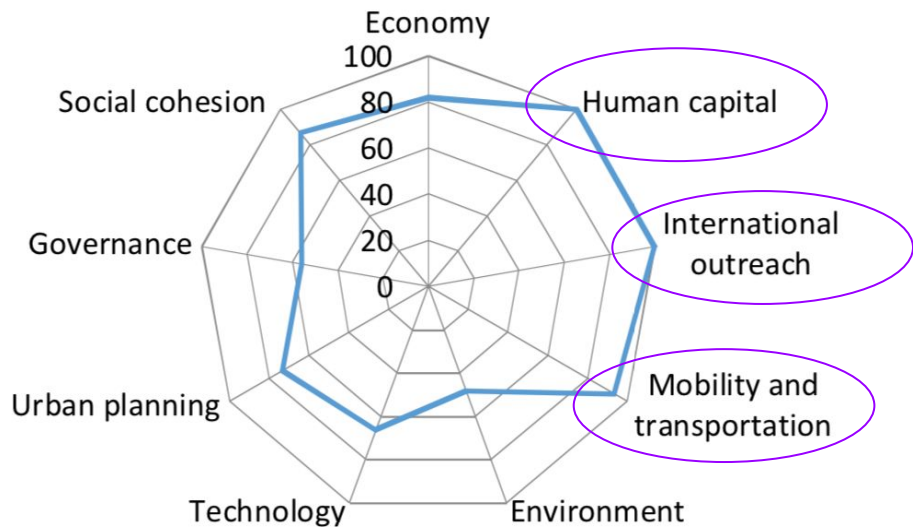 Economy
100
80
60
40
20
0
Human capital
International
outreach
Mobility and
transportation
Environment
Technology
Urban planning
Governance
Social cohesion